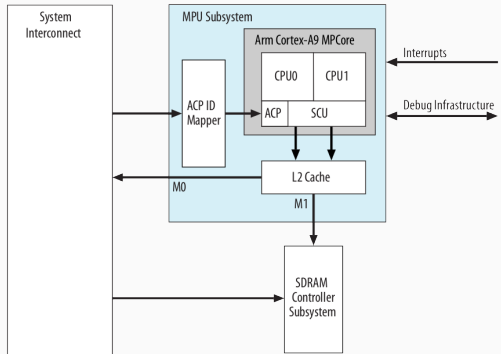 System
Interconnect
MPU Subsystem
Arm Cortex-A9 MPCore
CPU0
CPU1
ACP
SCU
ACP ID
Mapper
L2 Cache
M0
M1
Interrupts
Debug Infrastructure
SDRAM
Controller
Subsystem